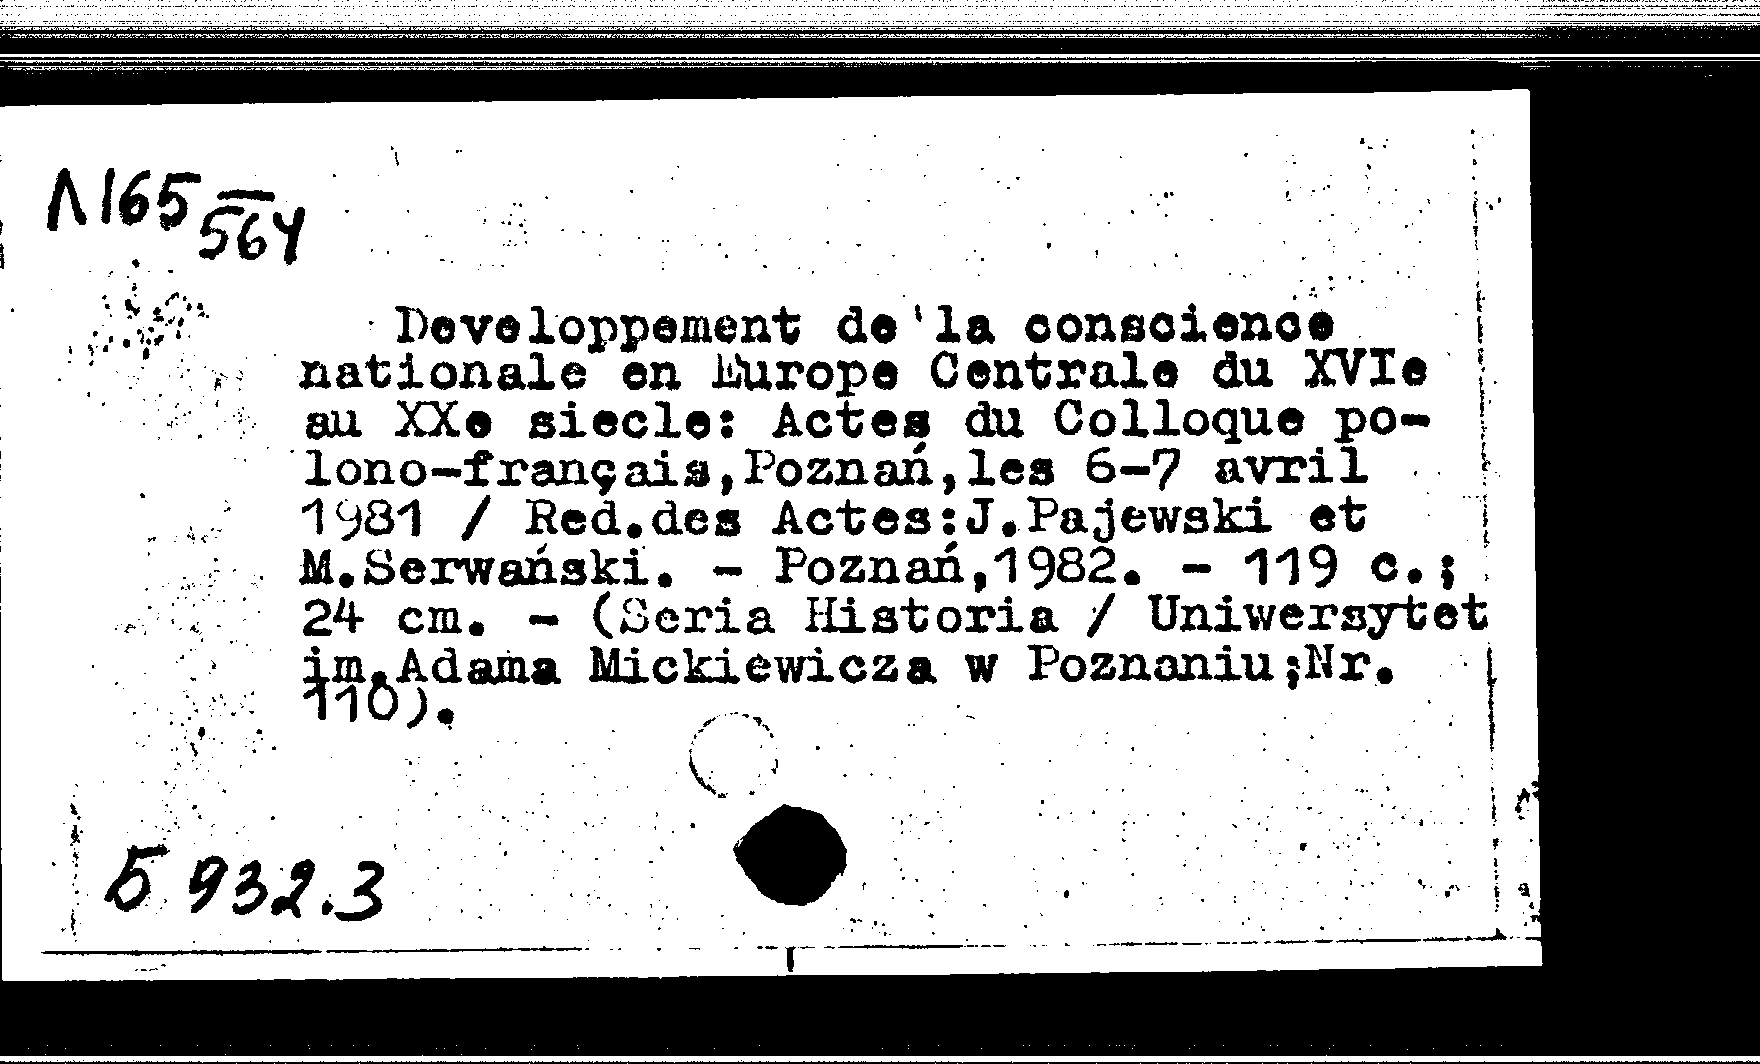 Л165
564
Developpement de la conscience
nationale en Europe Centrale du XVIe
au XXe siecle: Actes du Colloque po-
lono-français,Poznań,les 6-7 avril
1981 / Red.des Actes:J.Pajewski et
M.Serwański. - Poznań,1982. - 119 с.;
24 cm. - (Seria Historia / Uniwersytet
im.Adama Mickiewicza w Poznaniu;Nr.
110).
Б 932.3